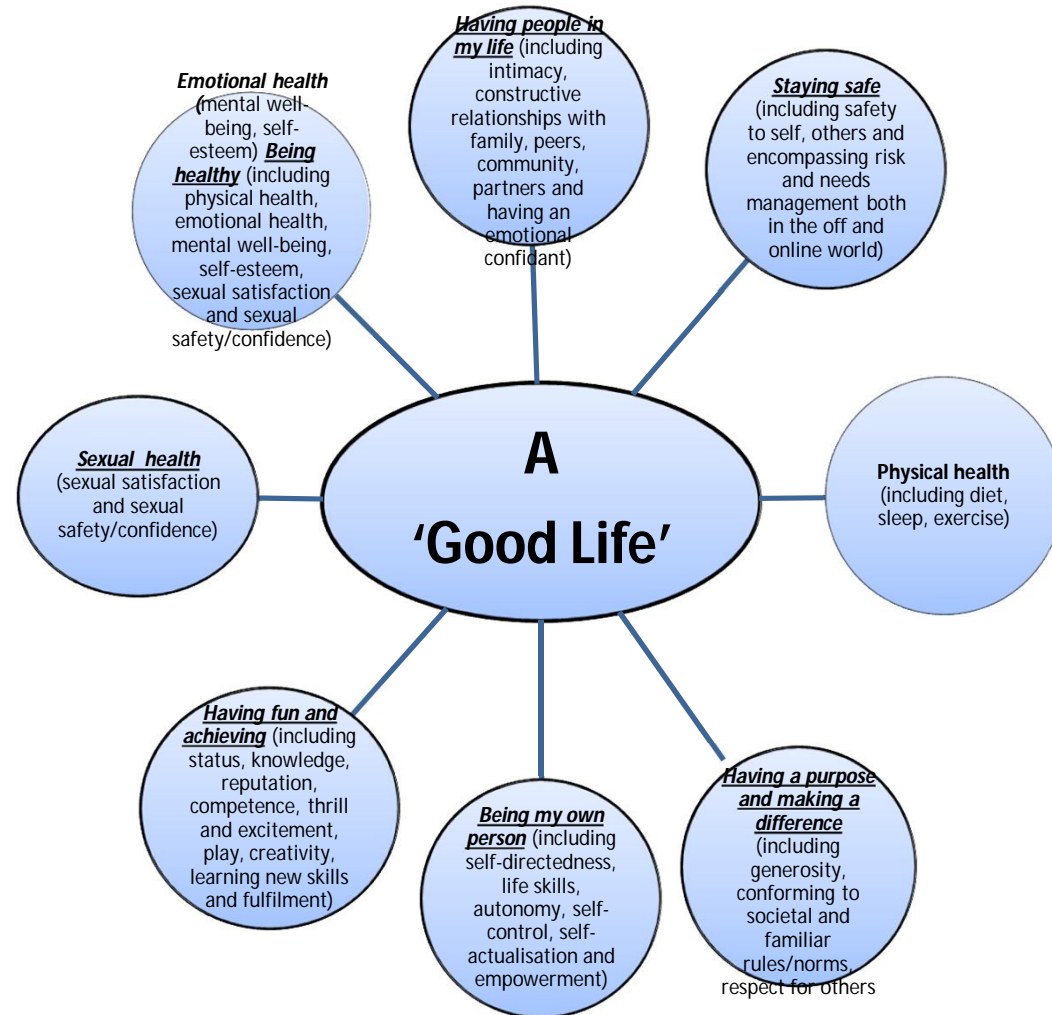 Having people in
my life (including
intimacy,
constructive
relationships with
family, peers,
community,
partners and
having an
emotional
confidant)
Emotional health
(mental well-
being, self-
esteem) Being
healthy (including
physical health,
emotional health,
mental well-being,
self-esteem,
sexual satisfaction
and sexual
safety/confidence)
Staying safe
(including safety
to self, others and
encompassing risk
and needs
management both
in the off and
online world)
A
‘Good Life’
Sexual health
(sexual satisfaction
and sexual
safety/confidence)
Physical health
(including diet,
sleep, exercise)
Having fun and
achieving (including
status, knowledge,
reputation,
competence, thrill
and excitement,
play, creativity,
learning new skills
and fulfilment)
Being my own
person (including
self-directedness,
life skills,
autonomy, self-
control, self-
actualisation and
empowerment)
Having a purpose
and making a
difference
(including
generosity,
conforming to
societal and
familiar
rules/norms,
respect for others